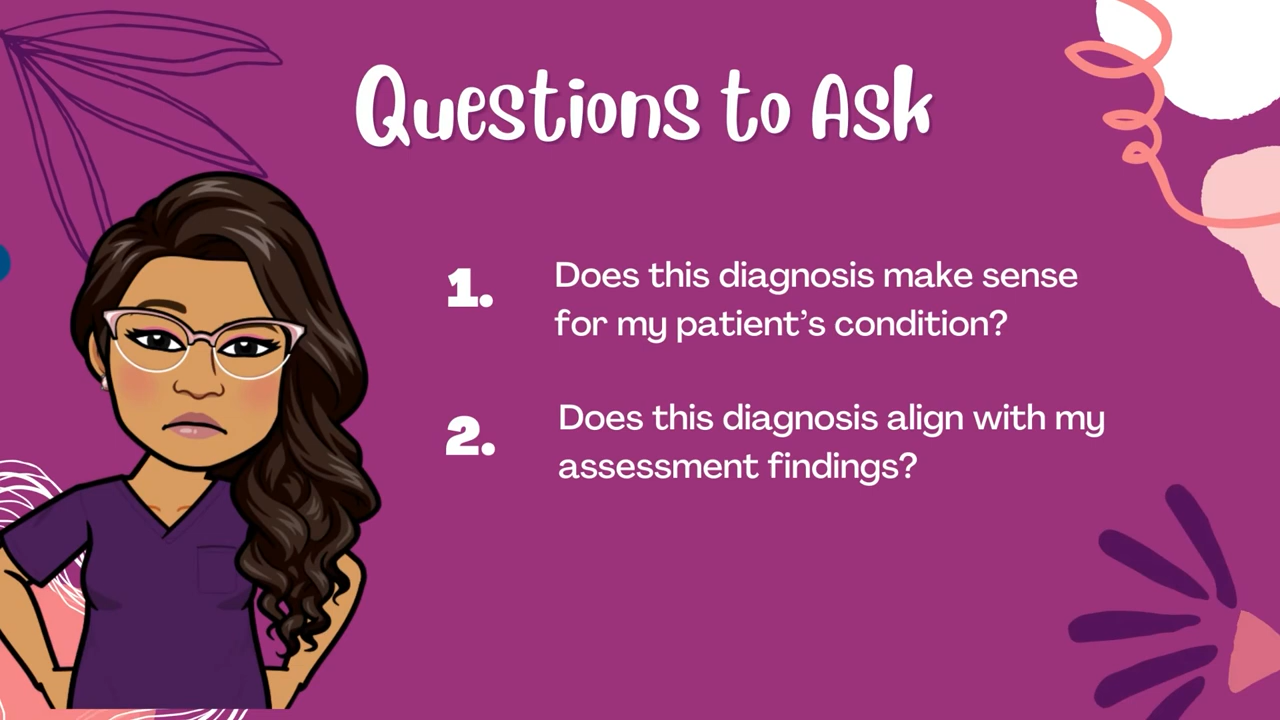 Questions to Ask
1. Does this diagnosis make sense
for my patient’s condition?
2. Does this diagnosis align with my
assessment findings?